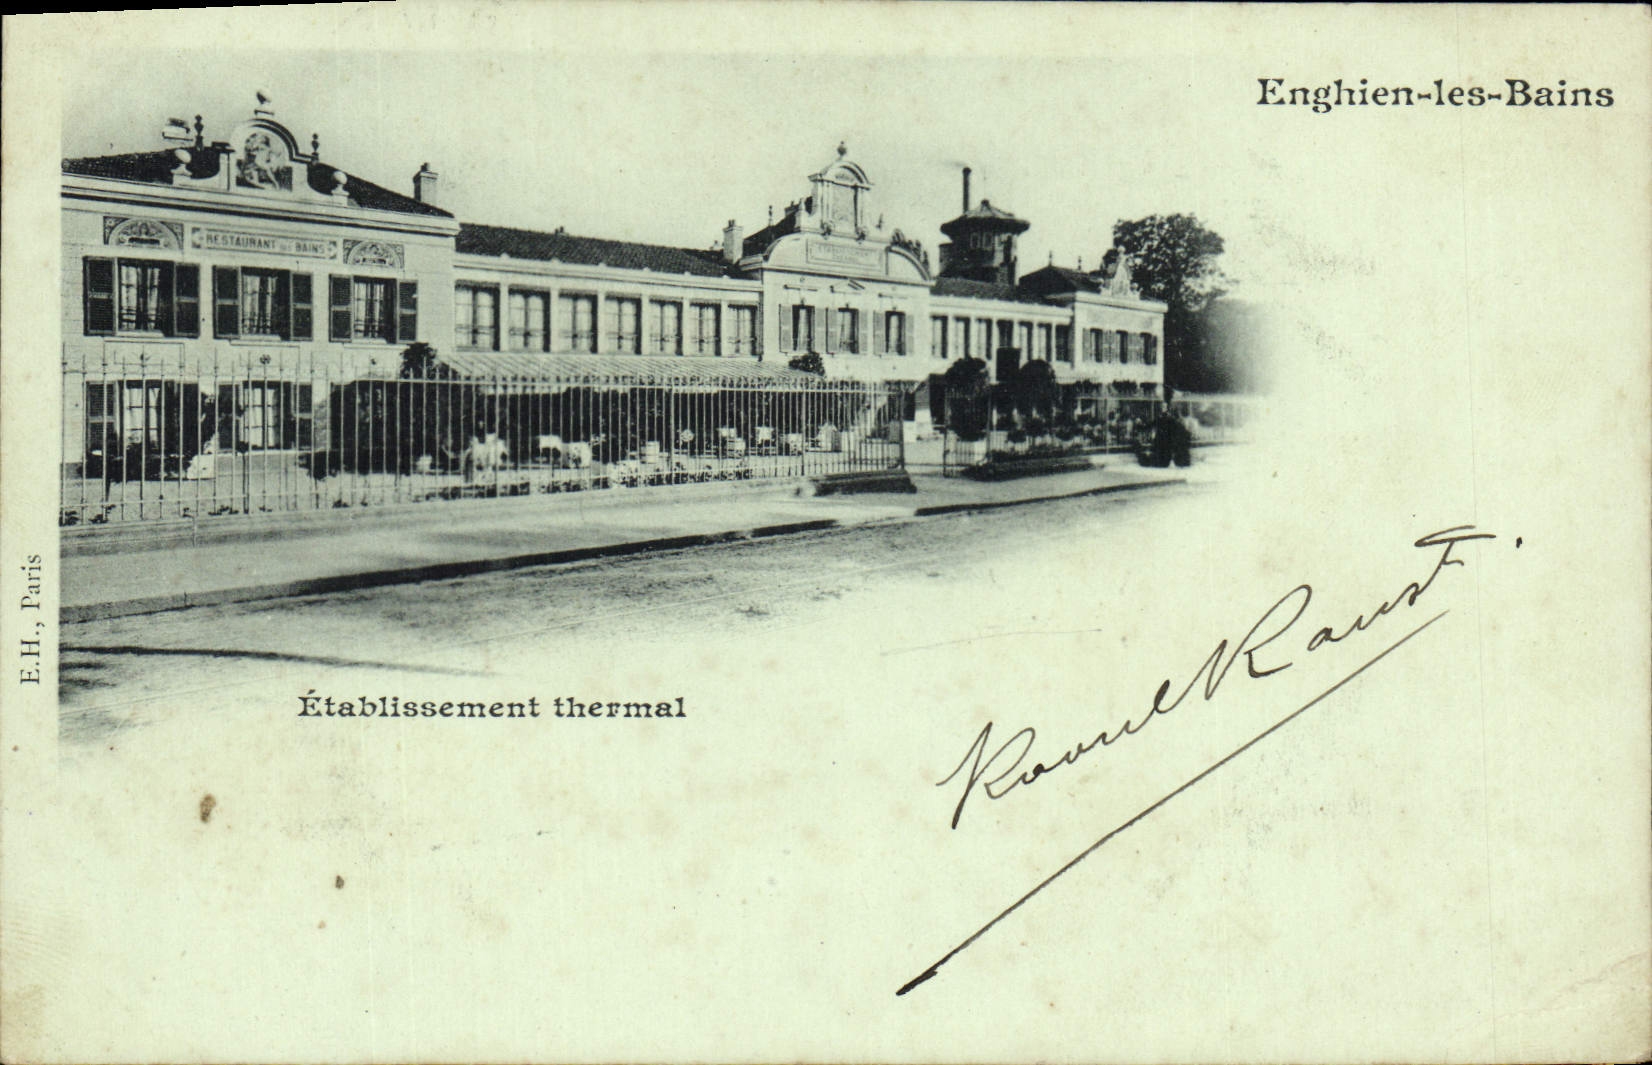 Enghien-les-Bains
RESTAURANT DES BAINS
E.H., Paris
Établissement thermal
Raoul Raust.